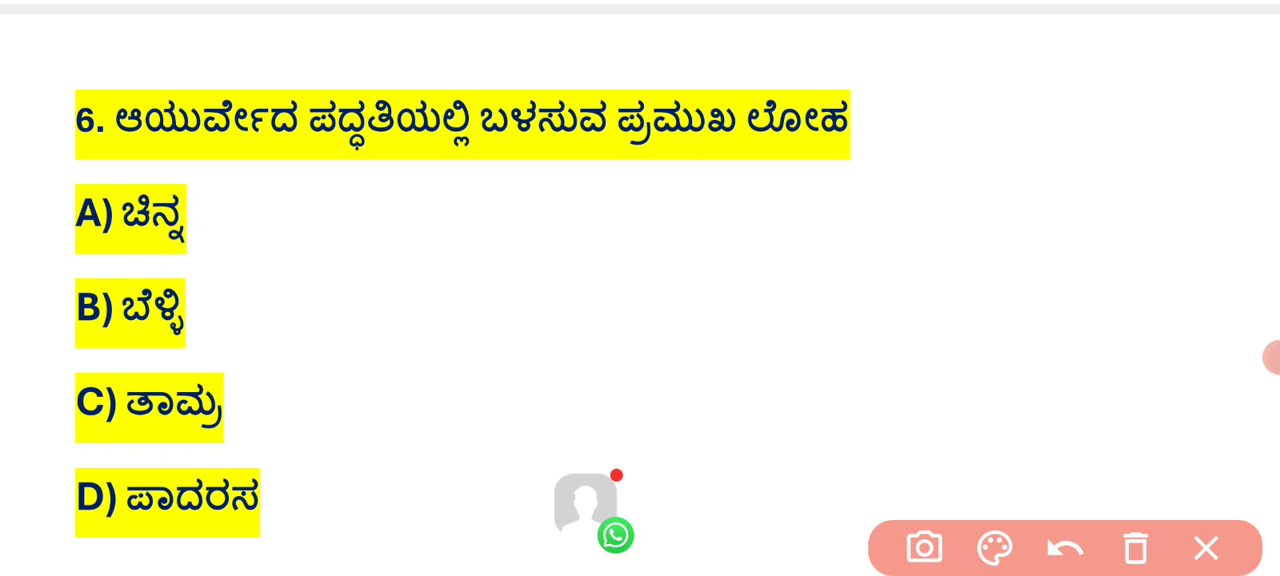 6. ಆಯುರ್ವೇದ ಪದ್ಧತಿಯಲ್ಲಿ ಬಳಸುವ ಪ್ರಮುಖ ಲೋಹ
A) ಚಿನ್ನ
B) ಬೆಳ್ಳಿ
C) ತಾಮ್ರ
D) ಪಾದರಸ